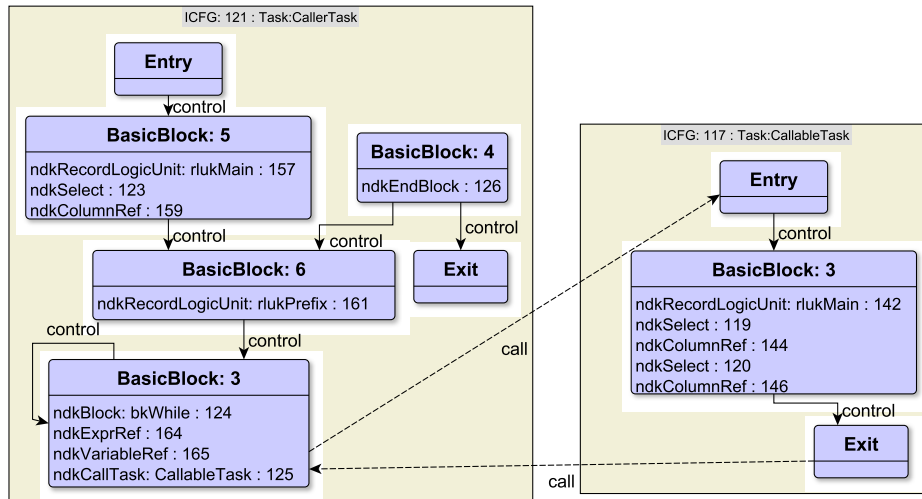 ICFG: 121 : Task:CallerTask
Entry
control
BasicBlock: 5
ndkRecordLogicUnit: rlukMain : 157
ndkSelect : 123
ndkColumnRef : 159
BasicBlock: 4
ndkEndBlock : 126
control
control
control
BasicBlock: 6
ndkRecordLogicUnit: rlukPrefix : 161
Exit
control
control
BasicBlock: 3
ndkBlock: bkWhile : 124
ndkExprRef : 164
ndkVariableRef : 165
ndkCallTask: CallableTask : 125
call
call
ICFG: 117 : Task:CallableTask
Entry
control
BasicBlock: 3
ndkRecordLogicUnit: rlukMain : 142
ndkSelect : 119
ndkColumnRef : 144
ndkSelect : 120
ndkColumnRef : 146
control
Exit